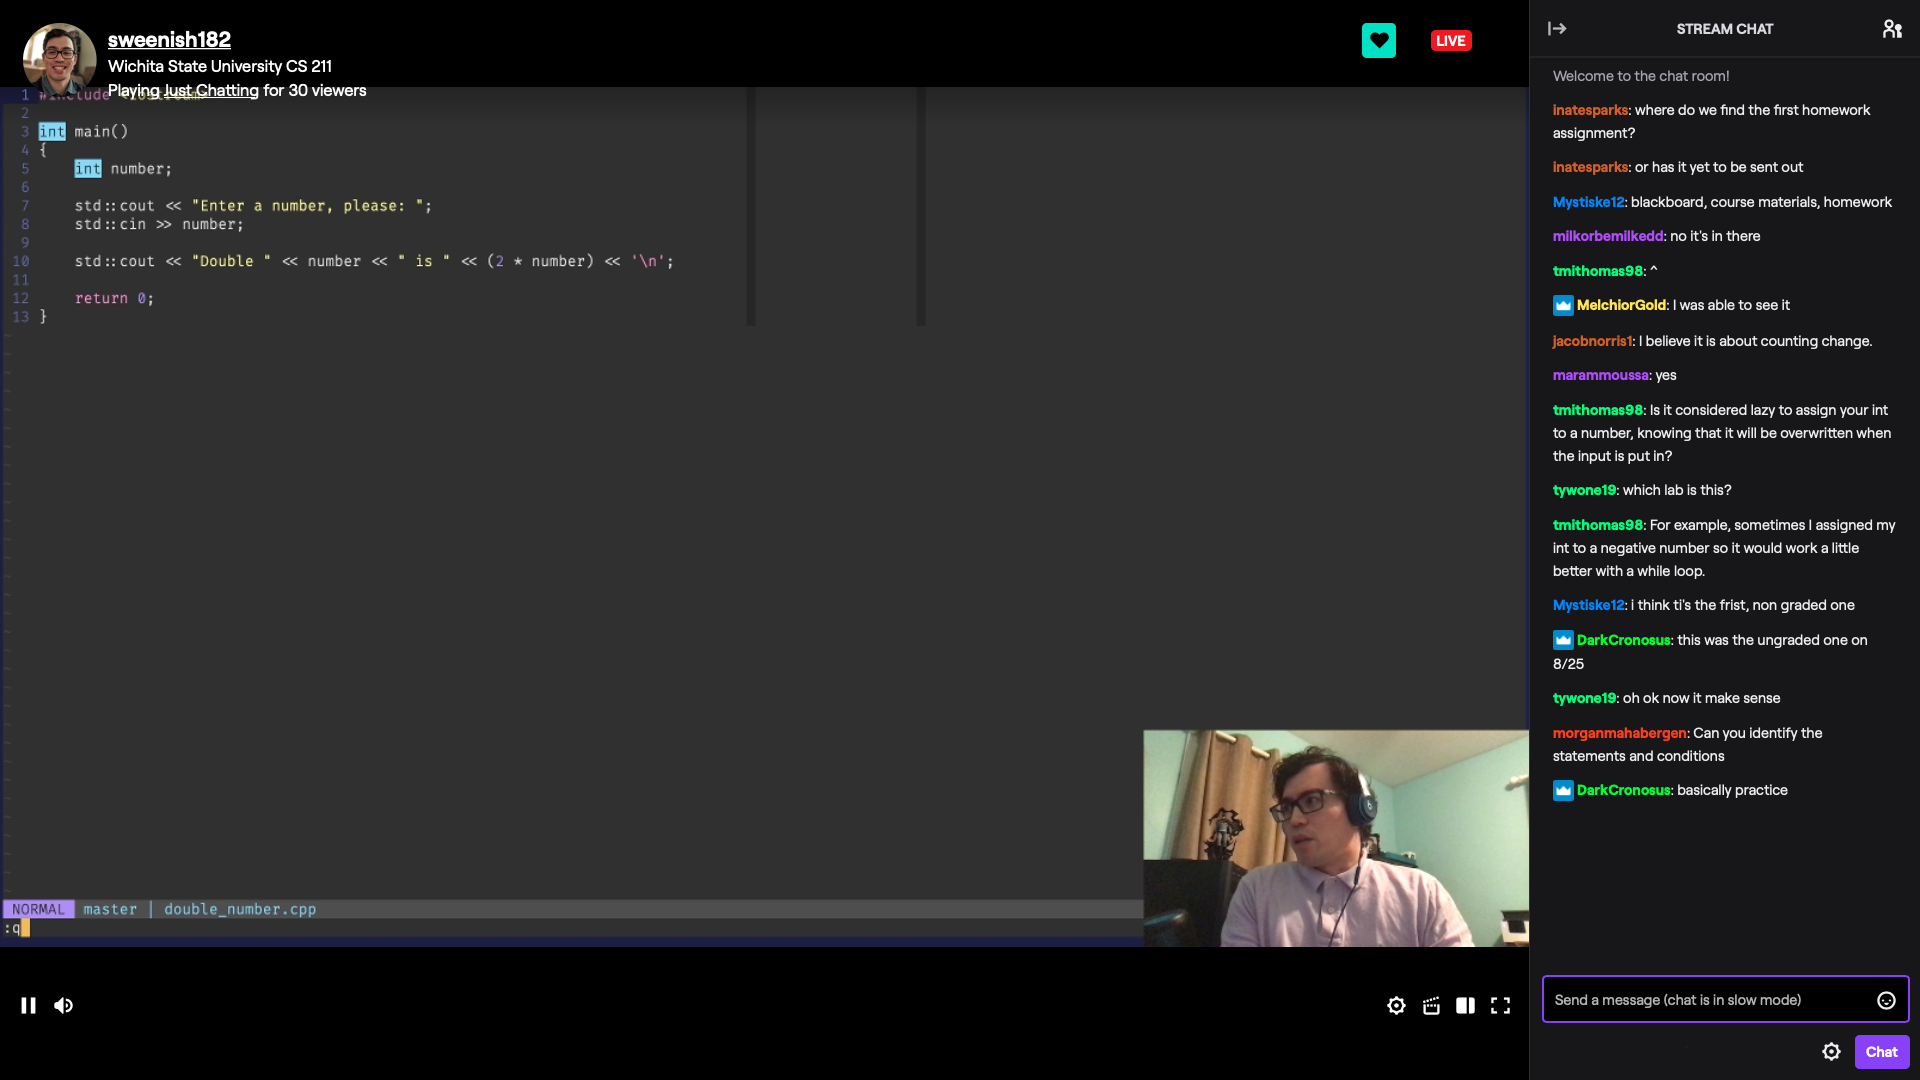 sweenish182
Wichita State University CS 211
Playing Just Chatting for 30 viewers
LIVE
1 #include <iostream>
2
3 int main()
4 {
5 int number;
6
7 std::cout << "Enter a number, please: ";
8 std::cin >> number;
9
10 std::cout << "Double " << number << " is " << (2 * number) << '\n';
11
12 return 0;
13 }
NORMAL master | double_number.cpp
:q
STREAM CHAT
Welcome to the chat room!
inatesparks: where do we find the first homework
assignment?
inatesparks: or has it yet to be sent out
Mystiske12: blackboard, course materials, homework
milkorbemilkedd: no it's in there
tmithomas98: ^
MelchiorGold: I was able to see it
jacobnorris1: I believe it is about counting change.
marammoussa: yes
tmithomas98: Is it considered lazy to assign your int
to a number, knowing that it will be overwritten when
the input is put in?
tywone19: which lab is this?
tmithomas98: For example, sometimes I assigned my
int to a negative number so it would work a little
better with a while loop.
Mystiske12: i think ti's the frist, non graded one
DarkCronosus: this was the ungraded one on
8/25
tywone19: oh ok now it make sense
morganmahabergen: Can you identify the
statements and conditions
DarkCronosus: basically practice
Send a message (chat is in slow mode)
Chat